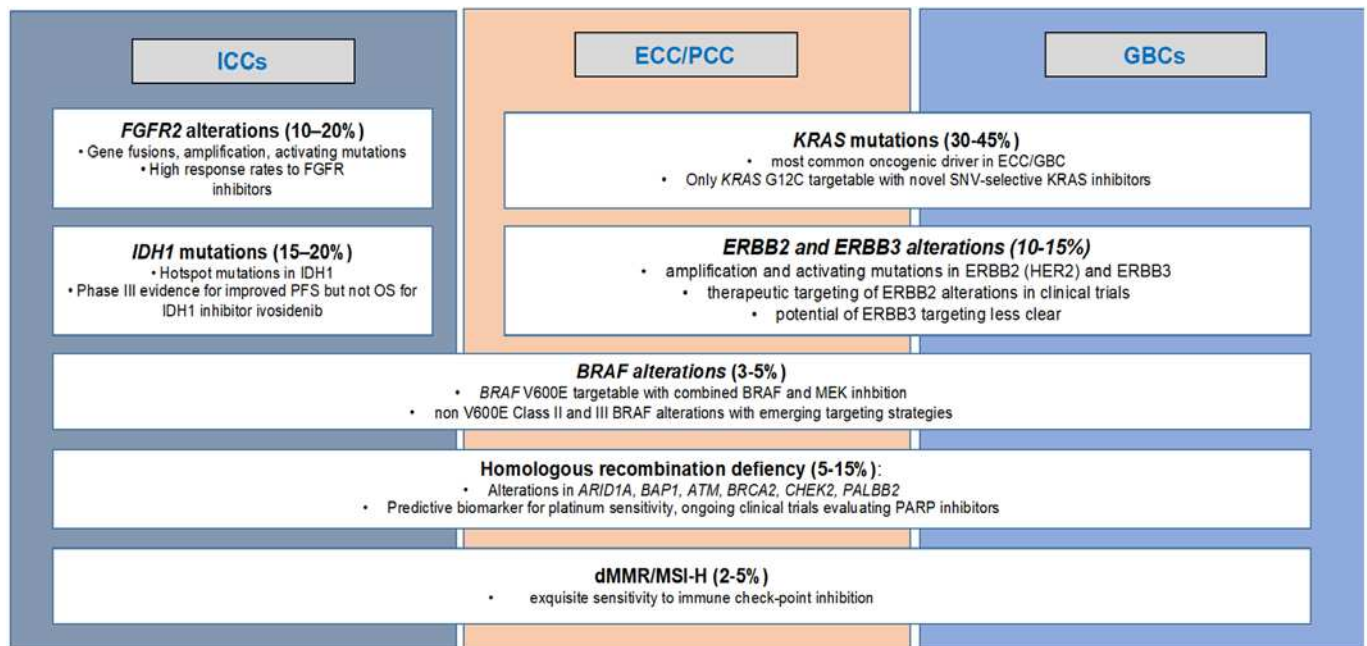 ICCs
ECC/PCC
GBCs
FGFR2 alterations (10–20%)
• Gene fusions, amplification, activating mutations
• High response rates to FGFR
inhibitors
KRAS mutations (30-45%)
• most common oncogenic driver in ECC/GBC
• Only KRAS G12C targetable with novel SNV-selective KRAS inhibitors
IDH1 mutations (15–20%)
• Hotspot mutations in IDH1
• Phase III evidence for improved PFS but not OS for
IDH1 inhibitor ivosidenib
ERBB2 and ERBB3 alterations (10-15%)
• amplification and activating mutations in ERBB2 (HER2) and ERBB3
• therapeutic targeting of ERBB2 alterations in clinical trials
• potential of ERBB3 targeting less clear
BRAF alterations (3-5%)
• BRAF V600E targetable with combined BRAF and MEK inhbition
• non V600E Class II and III BRAF alterations with emerging targeting strategies
Homologous recombination defiency (5-15%):
• Alterations in ARID1A, BAP1, ATM, BRCA2, CHEK2, PALBB2
• Predictive biomarker for platinum sensitivity, ongoing clinical trials evaluating PARP inhibitors
dMMR/MSI-H (2-5%)
• exquisite sensitivity to immune check-point inhibition